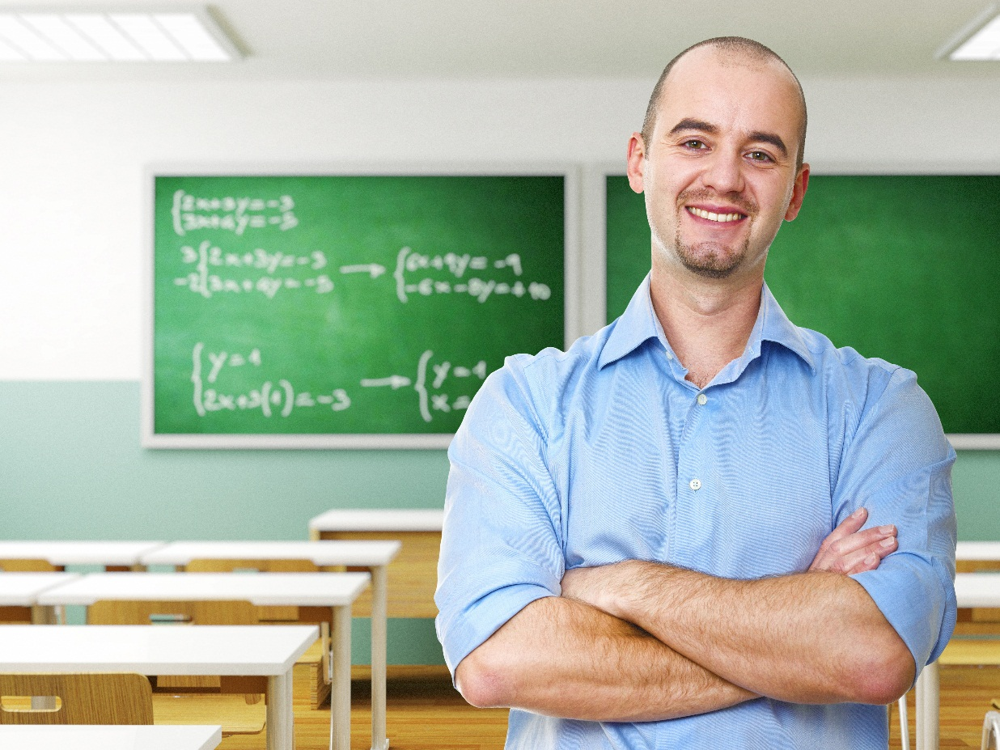 2x+3y=-3
3x+4y=-5
3 2x+3y=-3 → 6x+9y=-9
-2 3x+4y=-5 → -6x-8y=+10
y=1 → y=1
2x+3(1)=-3 → x=